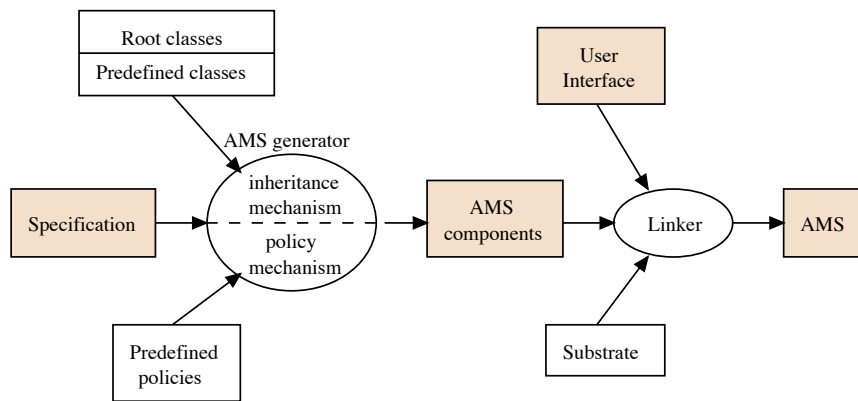 Root classes
Predefined classes
AMS generator
inheritance
mechanism
policy
mechanism
Specification
Predefined
policies
AMS
components
User
Interface
Linker
Substrate
AMS